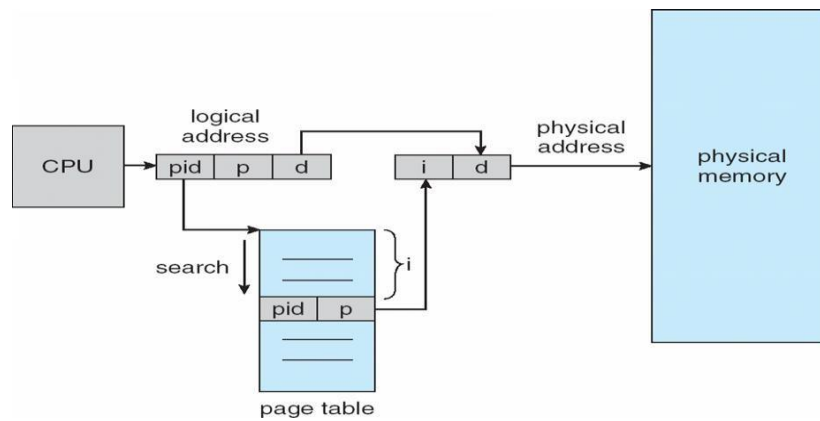 logical
address
physical
address
CPU
pid p d
i d
physical
memory
search
i
pid p
page table